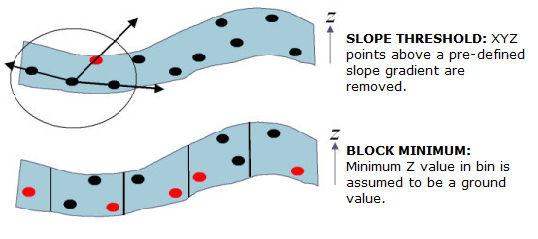 z
SLOPE THRESHOLD: XYZ
points above a pre-defined
slope gradient are
removed.
z
BLOCK MINIMUM:
Minimum Z value in bin is
assumed to be a ground
value.